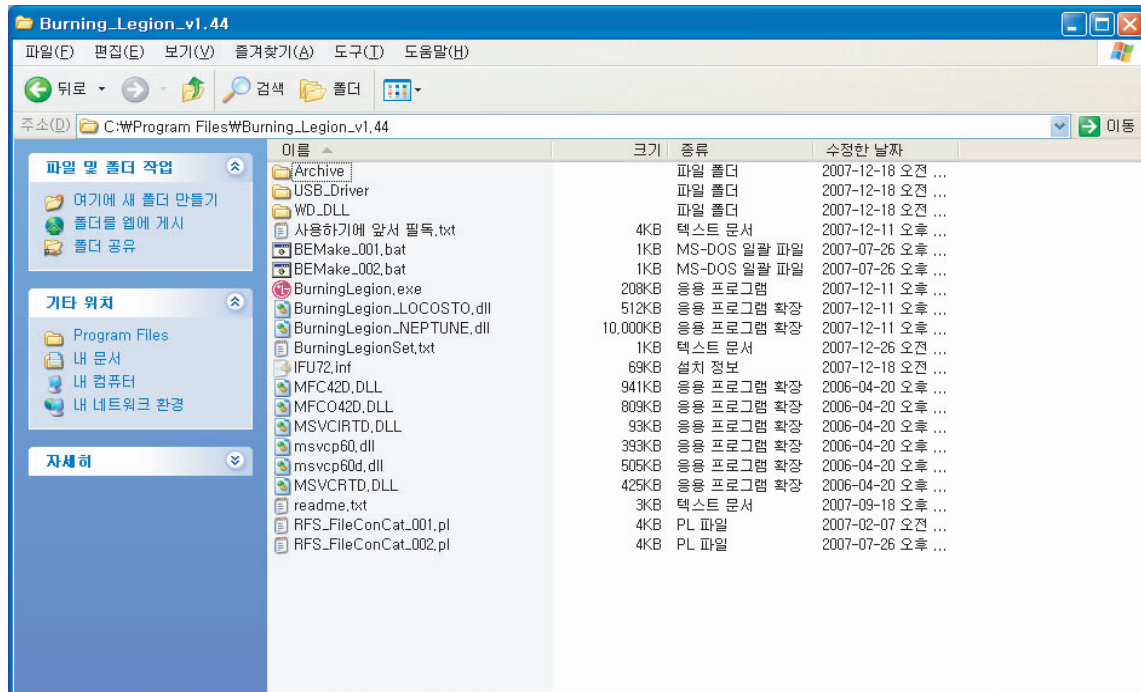 Burning_Legion_v1.44
파일(F) 편집(E) 보기(V) 즐겨찾기(A) 도구(T) 도움말(H)
뒤로 검색 폴더
주소(D) C:₩Program Files₩Burning_Legion_v1.44 이동
파일 및 폴더 작업
여기에 새 폴더 만들기
폴더를 웹에 게시
폴더 공유
기타 위치
Program Files
내 문서
내 컴퓨터
내 네트워크 환경
자세히
이름 크기 종류 수정한 날짜
Archive 파일 폴더 2007-12-18 오전 ...
USB_Driver 파일 폴더 2007-12-18 오전 ...
WD_DLL 파일 폴더 2007-12-18 오전 ...
사용하기에 앞서 필독.txt 4KB 텍스트 문서 2007-12-11 오후 ...
BEMake_001.bat 1KB MS-DOS 일괄 파일 2007-07-26 오후 ...
BEMake_002.bat 1KB MS-DOS 일괄 파일 2007-07-26 오후 ...
BurningLegion.exe 208KB 응용 프로그램 2007-12-11 오후 ...
BurningLegion_LOCOSTO.dll 512KB 응용 프로그램 확장 2007-12-11 오후 ...
BurningLegion_NEPTUNE.dll 10,000KB 응용 프로그램 확장 2007-12-11 오후 ...
BurningLegionSet.txt 1KB 텍스트 문서 2007-12-26 오전 ...
IFU72.inf 69KB 설치 정보 2007-12-18 오전 ...
MFC42D.DLL 941KB 응용 프로그램 확장 2006-04-20 오후 ...
MFCO42D.DLL 809KB 응용 프로그램 확장 2006-04-20 오후 ...
MSVCIRTD.DLL 93KB 응용 프로그램 확장 2006-04-20 오후 ...
msvcp60.dll 393KB 응용 프로그램 확장 2006-04-20 오후 ...
msvcp60d.dll 505KB 응용 프로그램 확장 2006-04-20 오후 ...
MSVCRTD.DLL 425KB 응용 프로그램 확장 2006-04-20 오후 ...
readme.txt 3KB 텍스트 문서 2007-09-18 오후 ...
RFS_FileConCat_001.pl 4KB PL 파일 2007-02-07 오전 ...
RFS_FileConCat_002.pl 4KB PL 파일 2007-07-26 오후 ...